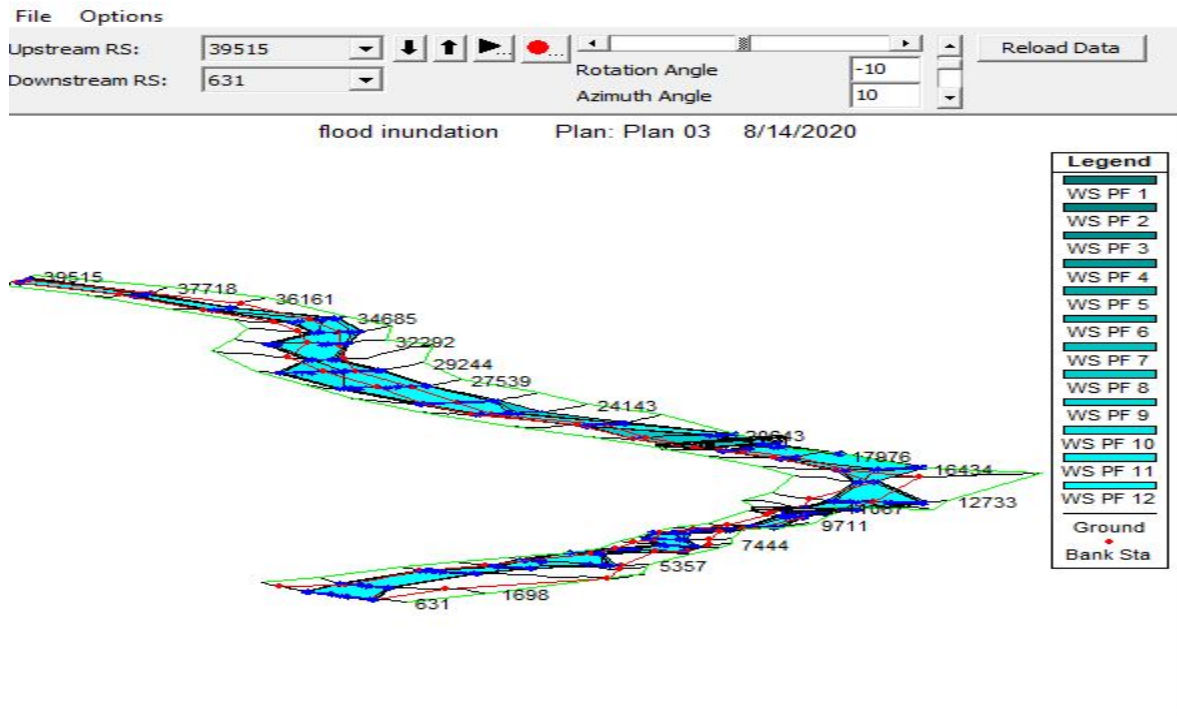 File Options
Upstream RS: 39515
Downstream RS: 631
Rotation Angle -10
Azimuth Angle 10
Reload Data
flood inundation Plan: Plan 03 8/14/2020
Legend
WS PF 1
WS PF 2
WS PF 3
WS PF 4
WS PF 5
WS PF 6
WS PF 7
WS PF 8
WS PF 9
WS PF 10
WS PF 11
WS PF 12
Ground
Bank Sta
39515
37718
36161
34685
32292
29244
27539
24143
17976
16434
12733
9711
7444
5357
1698
631